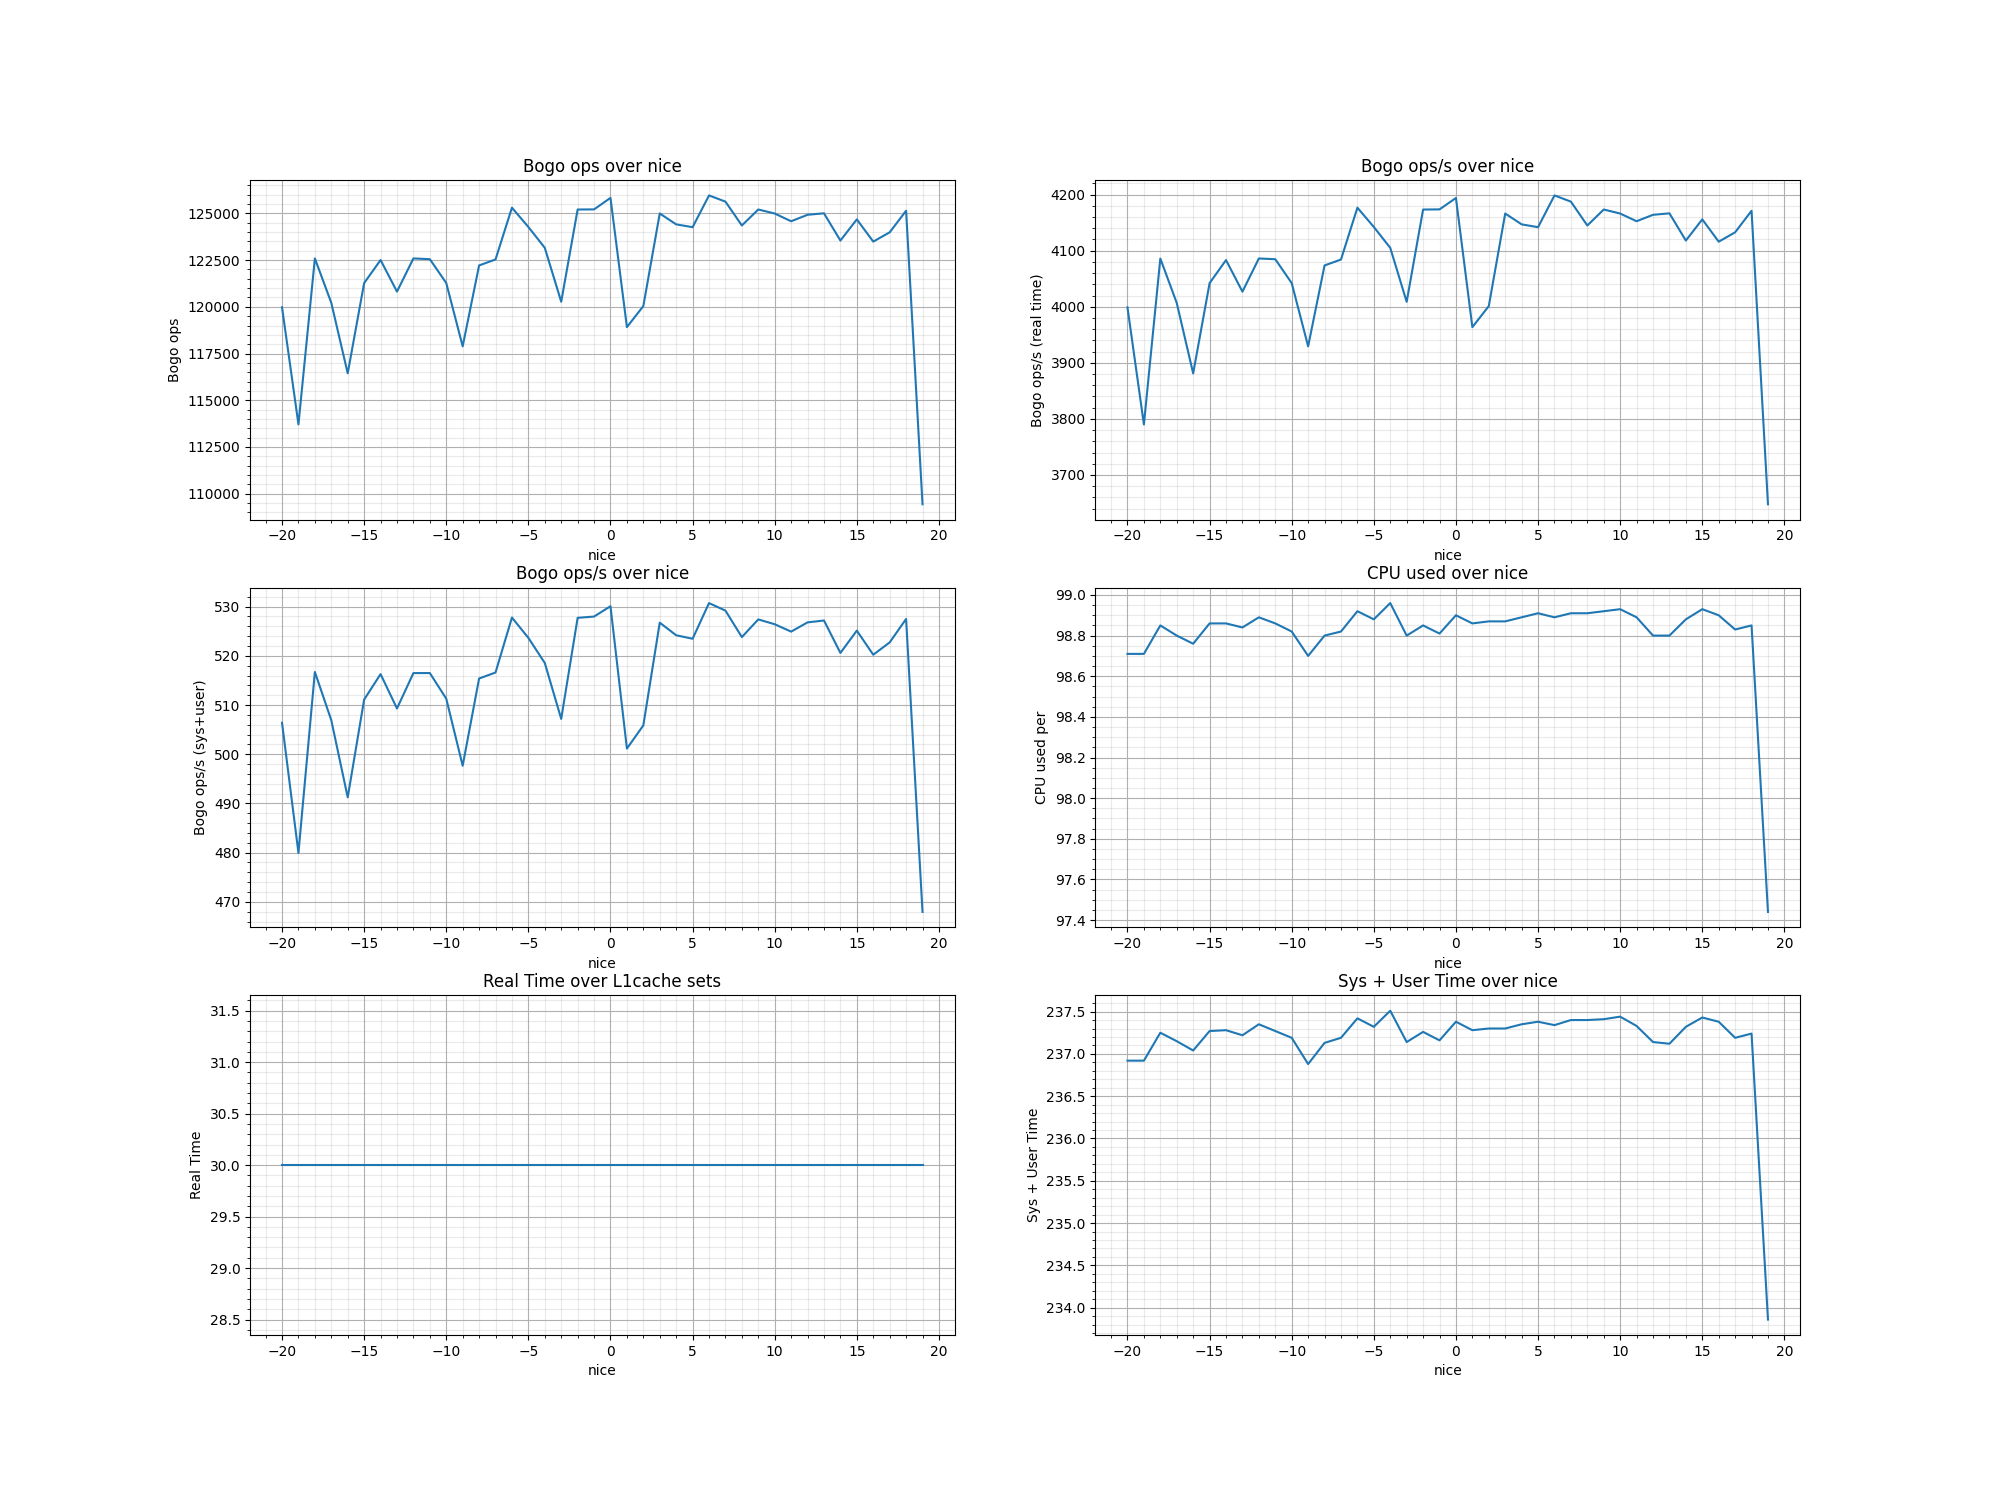 Bogo ops over nice
125000
122500
120000
117500
115000
112500
110000
Bogo ops
−20 −15 −10 −5 0 5 10 15 20
nice
Bogo ops/s over nice
4200
4100
4000
3900
3800
3700
Bogo ops/s (real time)
−20 −15 −10 −5 0 5 10 15 20
nice
Bogo ops/s over nice
530
520
510
500
490
480
470
Bogo ops/s (sys+user)
−20 −15 −10 −5 0 5 10 15 20
nice
CPU used over nice
99.0
98.8
98.6
98.4
98.2
98.0
97.8
97.6
97.4
CPU used per
−20 −15 −10 −5 0 5 10 15 20
nice
Real Time over L1cache sets
31.5
31.0
30.5
30.0
29.5
29.0
28.5
Real Time
−20 −15 −10 −5 0 5 10 15 20
nice
Sys + User Time over nice
237.5
237.0
236.5
236.0
235.5
235.0
234.5
234.0
Sys + User Time
−20 −15 −10 −5 0 5 10 15 20
nice